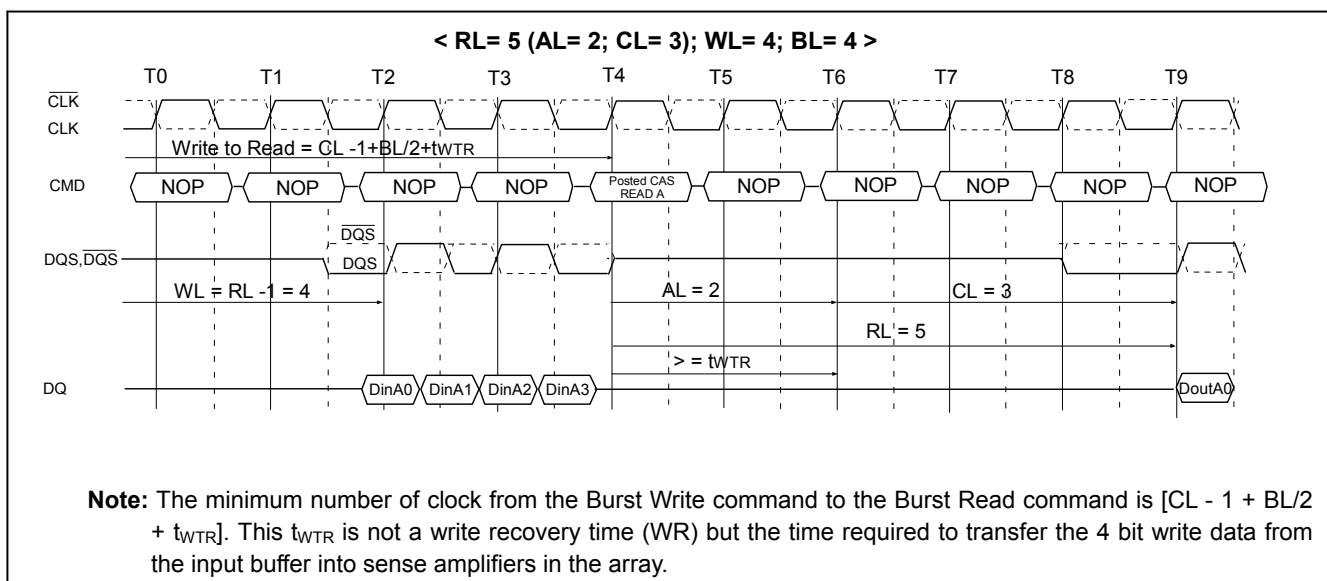 < RL= 5 (AL= 2; CL= 3); WL= 4; BL= 4 >
T0 T1 T2 T3 T4 T5 T6 T7 T8 T9
CLK
CLK
Write to Read = CL -1+BL/2+tWTR
CMD NOP NOP NOP NOP Posted CAS READ A NOP NOP NOP NOP NOP
DQS
DQS,DQS DQS
WL = RL -1 = 4 AL = 2 CL = 3
RL = 5
> = tWTR
DQ DinA0 DinA1 DinA2 DinA3 DoutA0
Note: The minimum number of clock from the Burst Write command to the Burst Read command is [CL - 1 + BL/2
+ tWTR]. This tWTR is not a write recovery time (WR) but the time required to transfer the 4 bit write data from
the input buffer into sense amplifiers in the array.